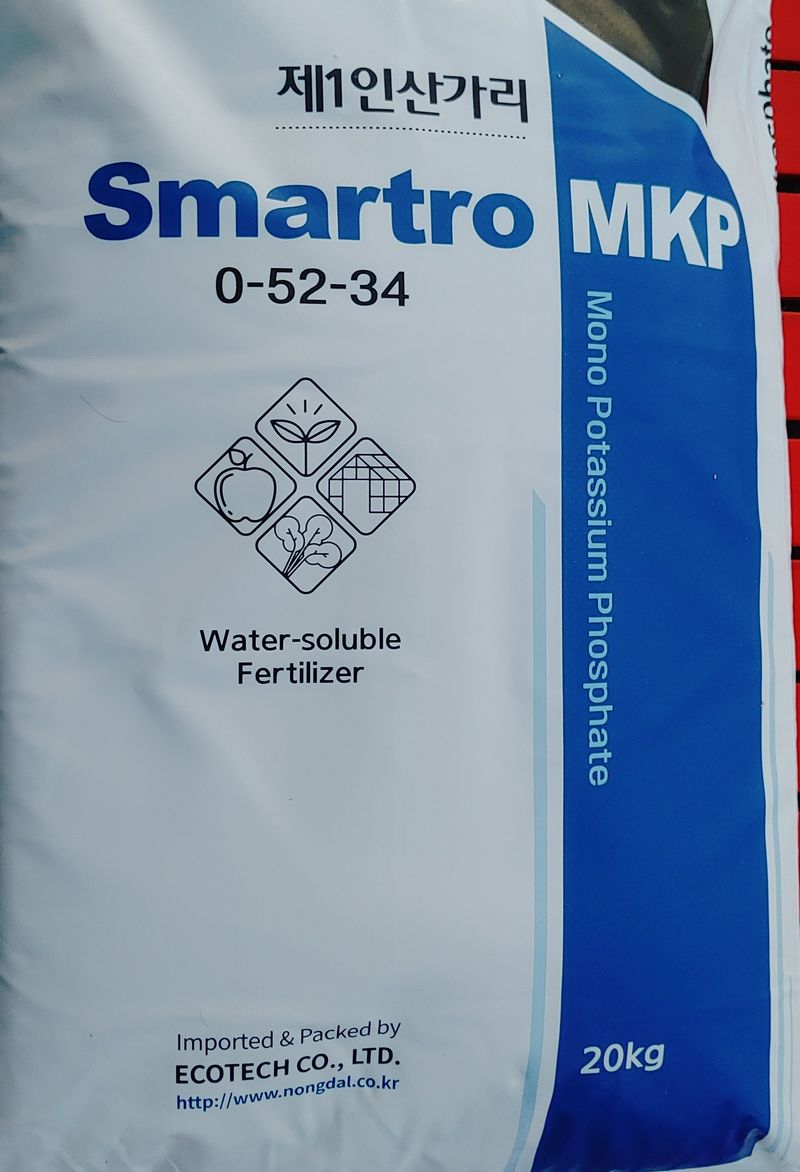 제1인산가리
Smartro MKP
0-52-34
Mono Potassium Phosphate
Water-soluble
Fertilizer
Imported & Packed by
ECOTECH CO., LTD.
http://www.nongdal.co.kr
20kg